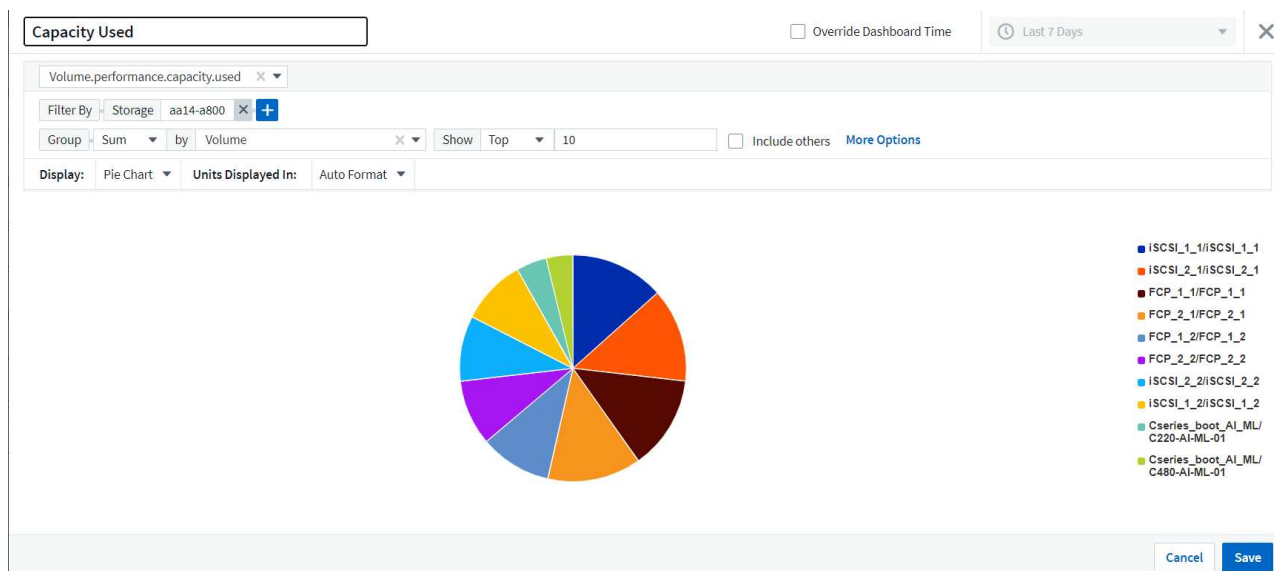 Capacity Used
Override Dashboard Time
Last 7 Days
Volume.performance.capacity.used
Filter By Storage aa14-a800
Group Sum by Volume Show Top 10 Include others More Options
Display: Pie Chart Units Displayed In: Auto Format
iSCSI_1_1/iSCSI_1_1
iSCSI_2_1/iSCSI_2_1
FCP_1_1/FCP_1_1
FCP_2_1/FCP_2_1
FCP_1_2/FCP_1_2
FCP_2_2/FCP_2_2
iSCSI_2_2/iSCSI_2_2
iSCSI_1_2/iSCSI_1_2
Cseries_boot_AI_ML/
C220-AI-ML-01
Cseries_boot_AI_ML/
C480-AI-ML-01
Cancel Save